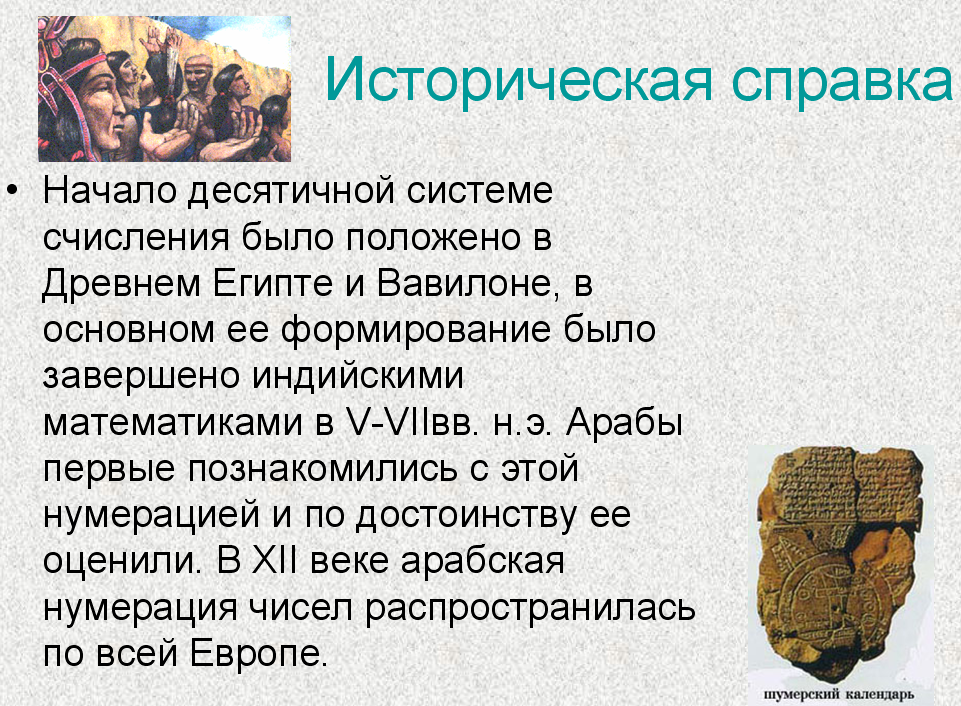 Историческая справка
• Начало десятичной системе
счисления было положено в
Древнем Египте и Вавилоне, в
основном ее формирование было
завершено индийскими
математиками в V-VIIвв. н.э. Арабы
первые познакомились с этой
нумерацией и по достоинству ее
оценили. В XII веке арабская
нумерация чисел распространилась
по всей Европе.
шумерский календарь